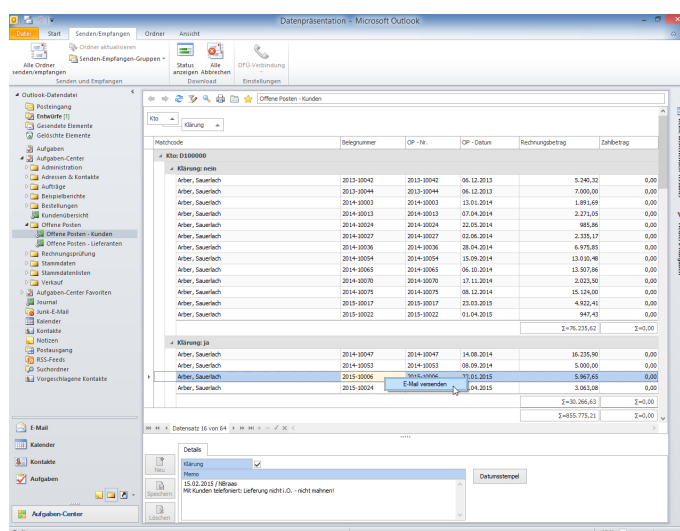 Datenpräsentation - Microsoft Outlook
Datei Start Senden/Empfangen Ordner Ansicht
Alle Ordner senden/empfangen
Ordner aktualisieren
Senden-Empfangen-Gruppen
Senden und Empfangen
Status anzeigen
Alle Abbrechen
Download
DFÜ-Verbindung
Einstellungen
Outlook-Datendatei
Posteingang
Entwürfe [1]
Gesendete Elemente
Gelöschte Elemente
Aufgaben
Aufgaben-Center
Administration
Adressen & Kontakte
Aufträge
Beispielberichte
Bestellungen
Kundenübersicht
Offene Posten
Offene Posten - Kunden
Offene Posten - Lieferanten
Rechnungsprüfung
Stammdaten
Stammdatenlisten
Verkauf
Aufgaben-Center Favoriten
Journal
Junk-E-Mail
Kalender
Kontakte
Notizen
Postausgang
RSS-Feeds
Suchordner
Vorgeschlagene Kontakte
E-Mail
Kalender
Kontakte
Aufgaben
Aufgaben-Center
Offene Posten - Kunden
Kto
Klärung
Matchcode Belegnummer OP - Nr. OP - Datum Rechnungsbetrag Zahlbetrag
Kto: D100000
Klärung: nein
Arber, Sauerlach 2013-10042 2013-10042 06.12.2013 5.240,32 0,00
Arber, Sauerlach 2013-10044 2013-10044 06.12.2013 7.000,00 0,00
Arber, Sauerlach 2014-10003 2014-10003 13.01.2014 1.891,69 0,00
Arber, Sauerlach 2014-10013 2014-10013 07.04.2014 2.271,05 0,00
Arber, Sauerlach 2014-10024 2014-10024 22.05.2014 985,86 0,00
Arber, Sauerlach 2014-10027 2014-10027 02.06.2014 2.335,17 0,00
Arber, Sauerlach 2014-10036 2014-10036 28.04.2014 6.975,85 0,00
Arber, Sauerlach 2014-10054 2014-10054 15.09.2014 13.010,48 0,00
Arber, Sauerlach 2014-10065 2014-10065 06.10.2014 13.507,86 0,00
Arber, Sauerlach 2014-10070 2014-10070 17.11.2014 2.023,50 0,00
Arber, Sauerlach 2014-10075 2014-10075 08.12.2014 15.124,00 0,00
Arber, Sauerlach 2015-10017 2015-10017 23.03.2015 4.922,41 0,00
Arber, Sauerlach 2015-10022 2015-10022 01.04.2015 947,43 0,00
Σ=76.235,62 Σ=0,00
Klärung: ja
Arber, Sauerlach 2014-10047 2014-10047 14.08.2014 16.235,90 0,00
Arber, Sauerlach 2014-10053 2014-10053 08.09.2014 5.000,00 0,00
Arber, Sauerlach 2015-10006 2015-10006 .01.2015 5.967,65 0,00
Arber, Sauerlach 2015-10024 .04.2015 3.063,08 0,00
E-Mail versenden
Σ=30.266,63 Σ=0,00
Σ=855.775,21 Σ=0,00
Datensatz 16 von 64
Neu
Speichern
Löschen
Details
Klärung
Memo
15.02.2015 / NBraas
Mit Kunden telefoniert: Lieferung nicht i.O. - nicht mahnen!
Datumsstempel